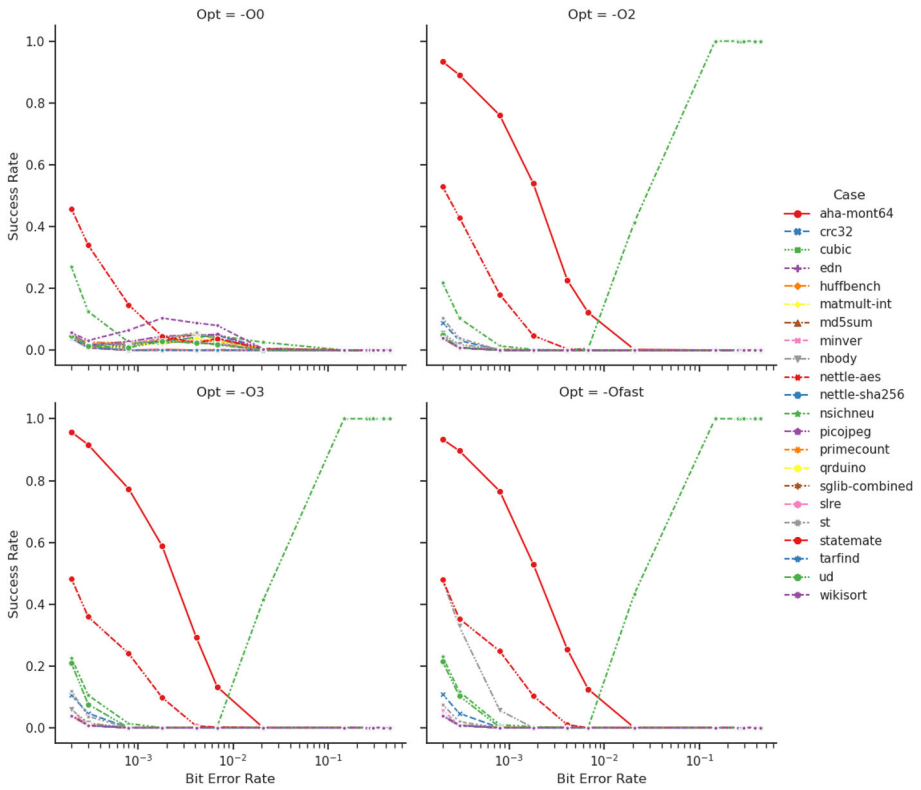 Opt = -O0
Opt = -O2
1.0
0.8
0.6
0.4
0.2
0.0
Success Rate
Opt = -O3
Opt = -Ofast
1.0
0.8
0.6
0.4
0.2
0.0
Success Rate
10⁻³
10⁻²
10⁻¹
Bit Error Rate
10⁻³
10⁻²
10⁻¹
Bit Error Rate
Case
aha-mont64
crc32
cubic
edn
huffbench
matmult-int
md5sum
minver
nbody
nettle-aes
nettle-sha256
nsichneu
picojpeg
primecount
qrduino
sglib-combined
slre
st
statemate
tarfind
ud
wikisort